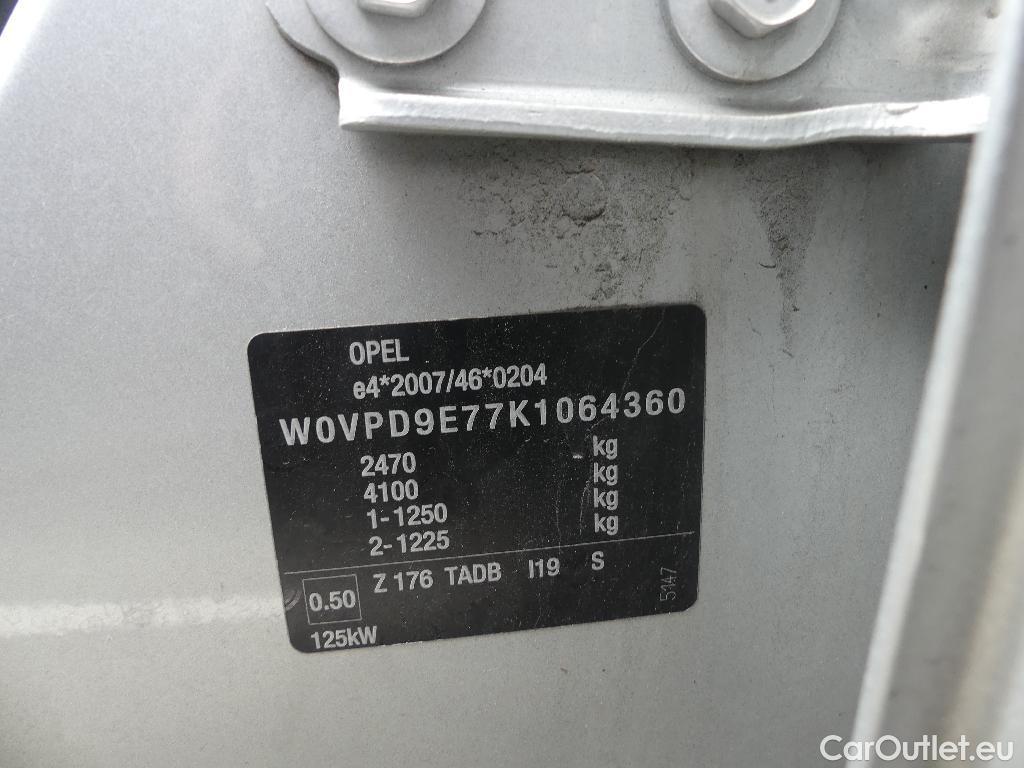 OPEL
e4*2007/46*0204
W0VPD9E77K1064360
2470 kg
4100 kg
1-1250 kg
2-1225 kg
0.50 Z 176 TADB I19 S
125kW
5147
CarOutlet.eu